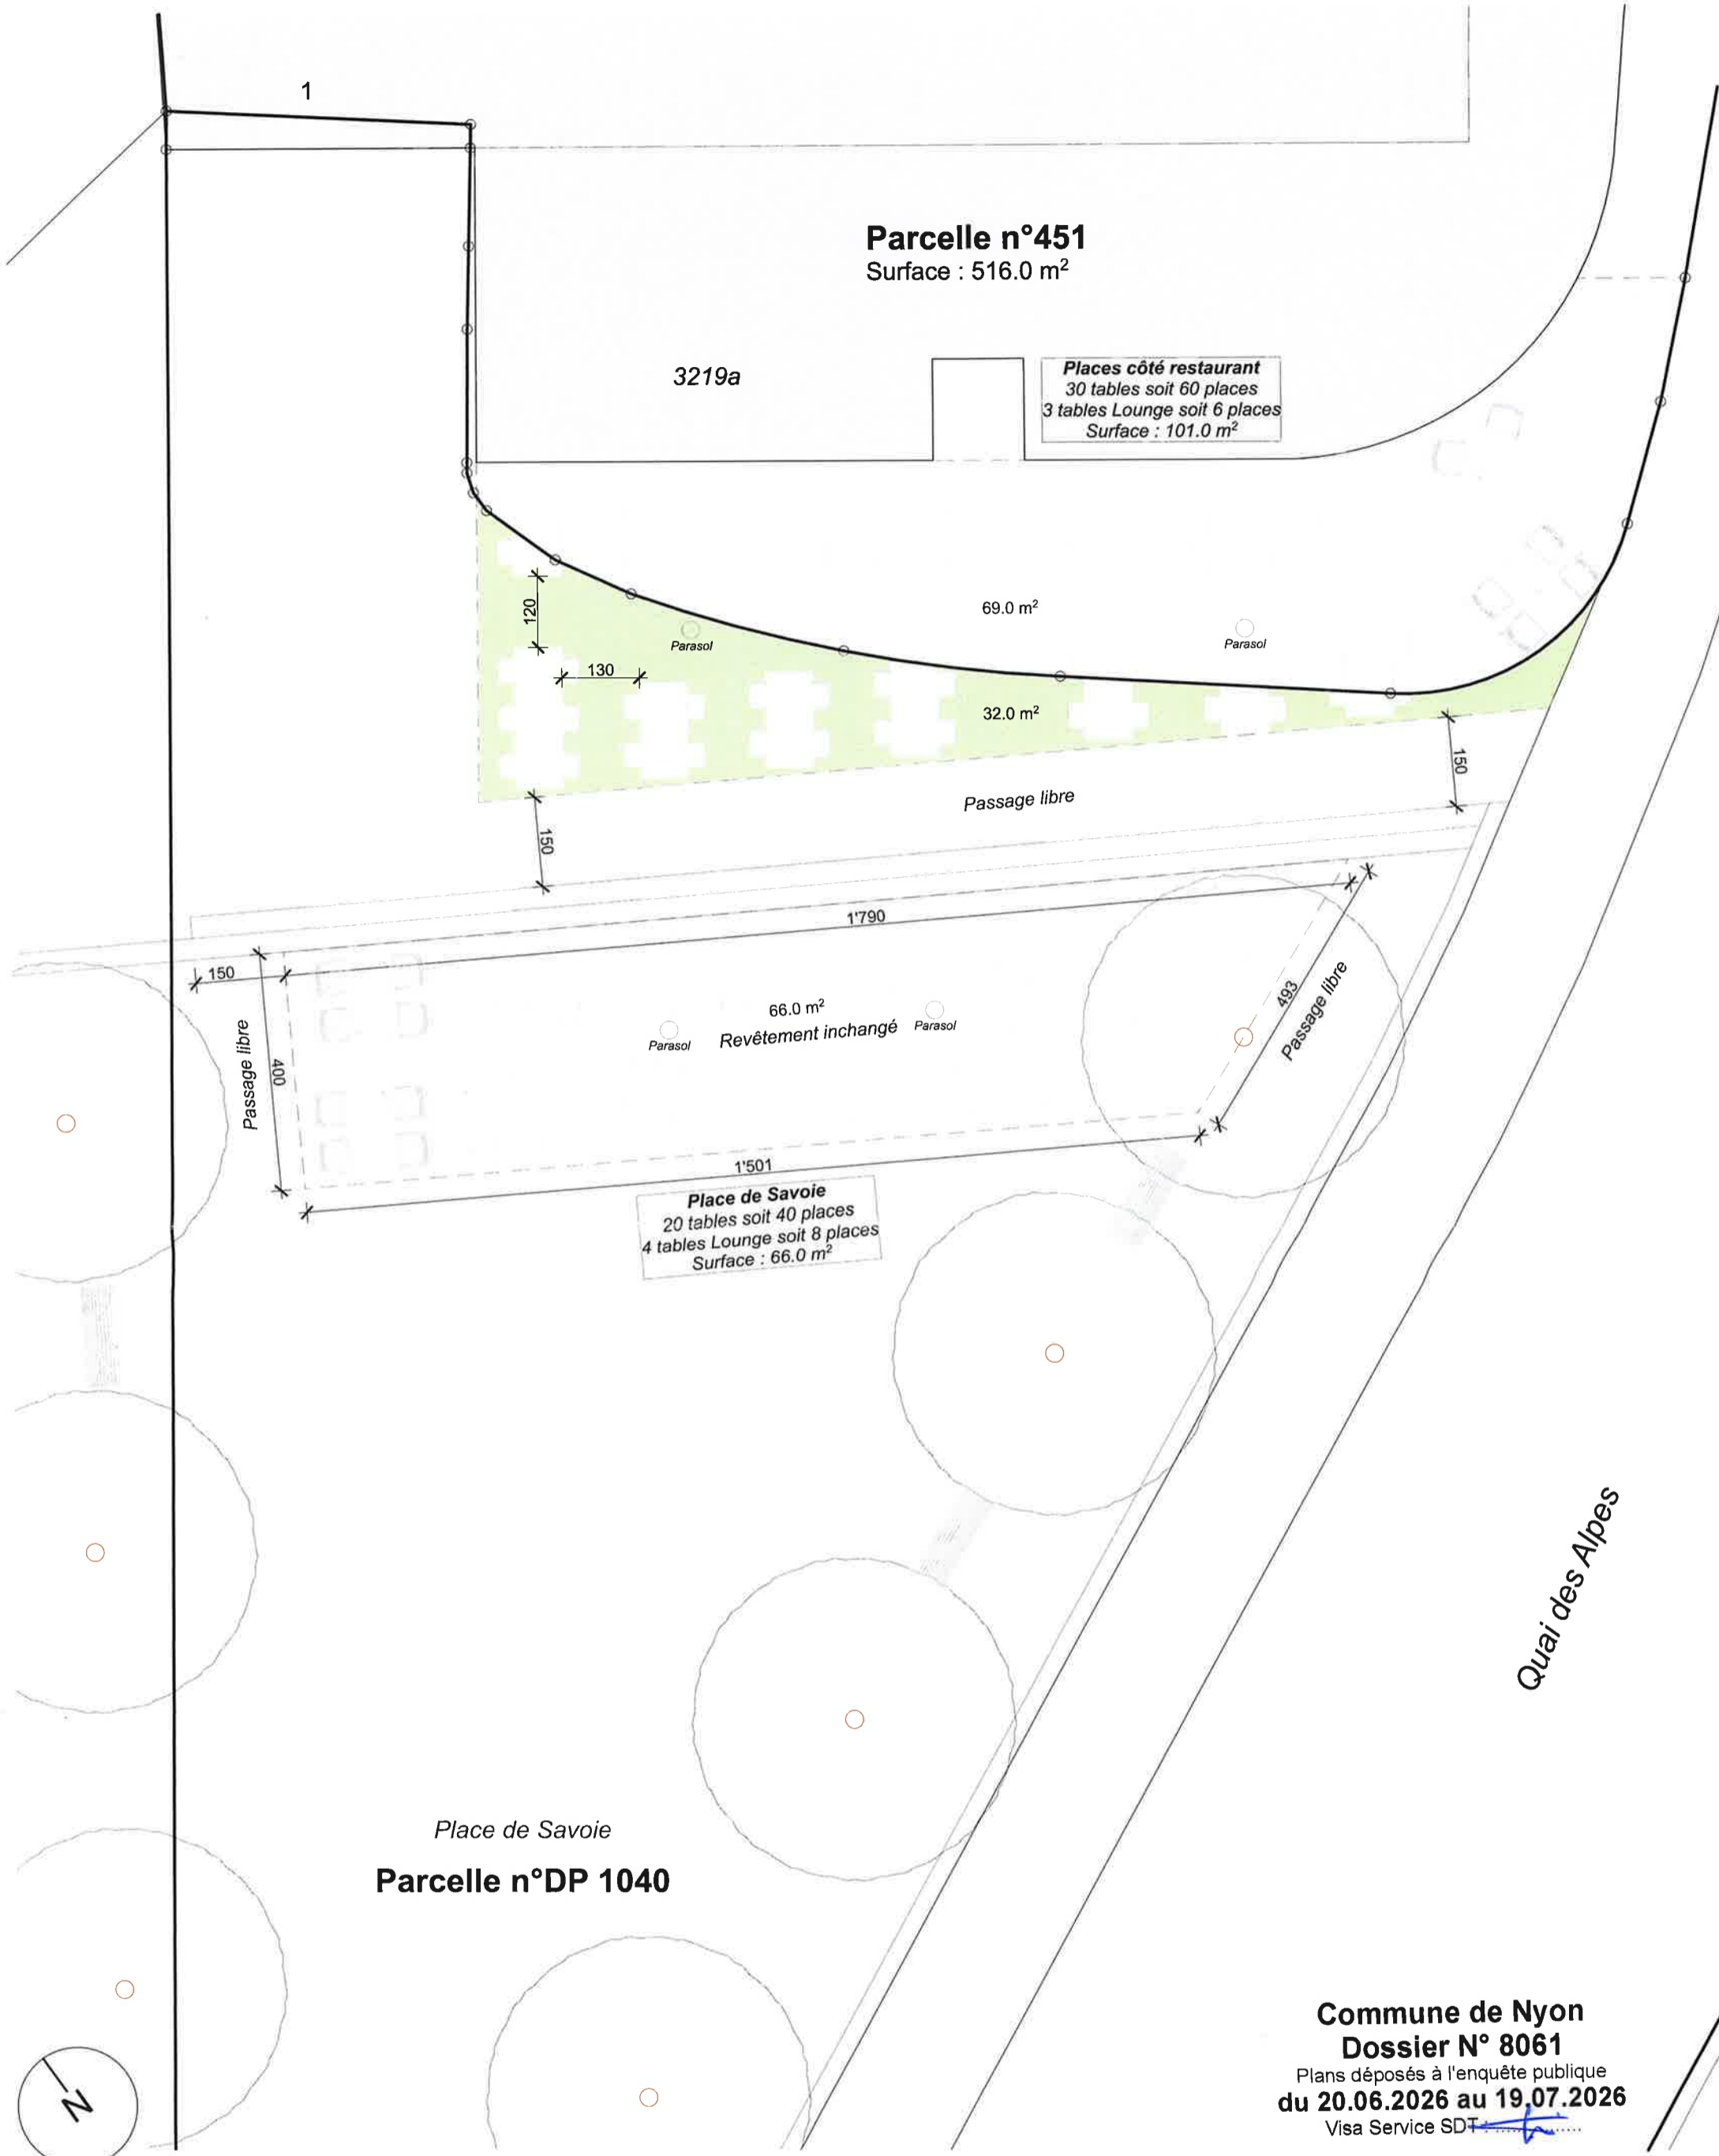 1
Parcelle n°451
Surface : 516.0 m²
3219a
Places côté restaurant
30 tables soit 60 places
3 tables Lounge soit 6 places
Surface : 101.0 m²
69.0 m²
120
Parasol
Parasol
130
32.0 m²
150
Passage libre
150
1'790
150
493
Passage libre
66.0 m²
Revêtement inchangé
Parasol
Parasol
Passage libre
400
1'501
Place de Savoie
20 tables soit 40 places
4 tables Lounge soit 8 places
Surface : 66.0 m²
Quai des Alpes
Place de Savoie
Parcelle n°DP 1040
N
Commune de Nyon
Dossier N° 8061
Plans déposés à l'enquête publique
du 20.06.2026 au 19.07.2026
Visa Service SDT :